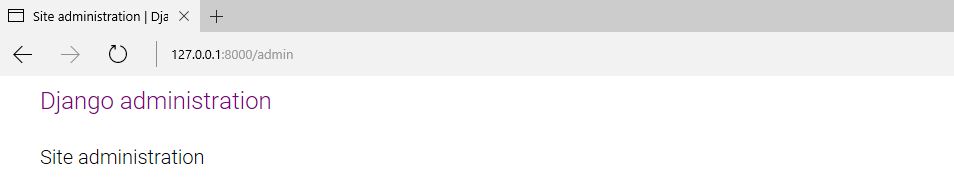 Site administration | Dja
127.0.0.1:8000/admin
Django administration
Site administration